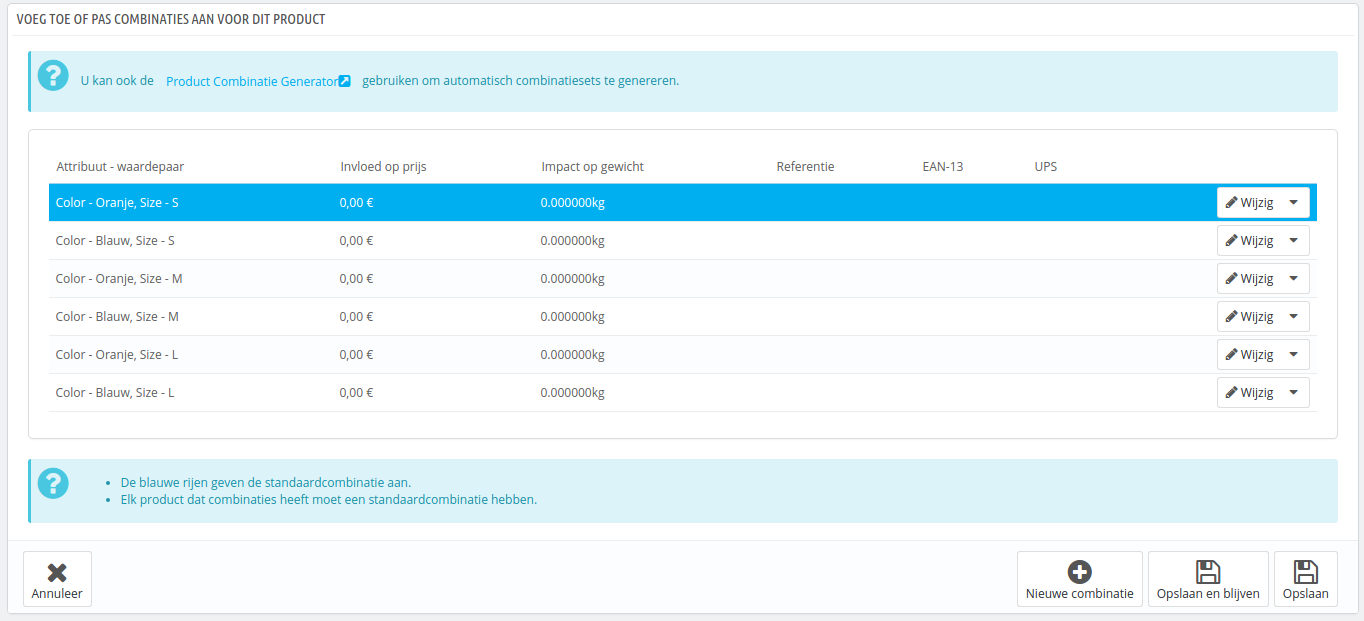 VOEG TOE OF PAS COMBINATIES AAN VOOR DIT PRODUCT
U kan ook de Product Combinatie Generator gebruiken om automatisch combinatiesets te genereren.
Attribuut - waardepaar Invloed op prijs Impact op gewicht Referentie EAN-13 UPS
Color - Oranje, Size - S 0,00 € 0.000000kg Wijzig
Color - Blauw, Size - S 0,00 € 0.000000kg Wijzig
Color - Oranje, Size - M 0,00 € 0.000000kg Wijzig
Color - Blauw, Size - M 0,00 € 0.000000kg Wijzig
Color - Oranje, Size - L 0,00 € 0.000000kg Wijzig
Color - Blauw, Size - L 0,00 € 0.000000kg Wijzig
• De blauwe rijen geven de standaardcombinatie aan.
• Elk product dat combinaties heeft moet een standaardcombinatie hebben.
Annuleer Nieuwe combinatie Opslaan en blijven Opslaan